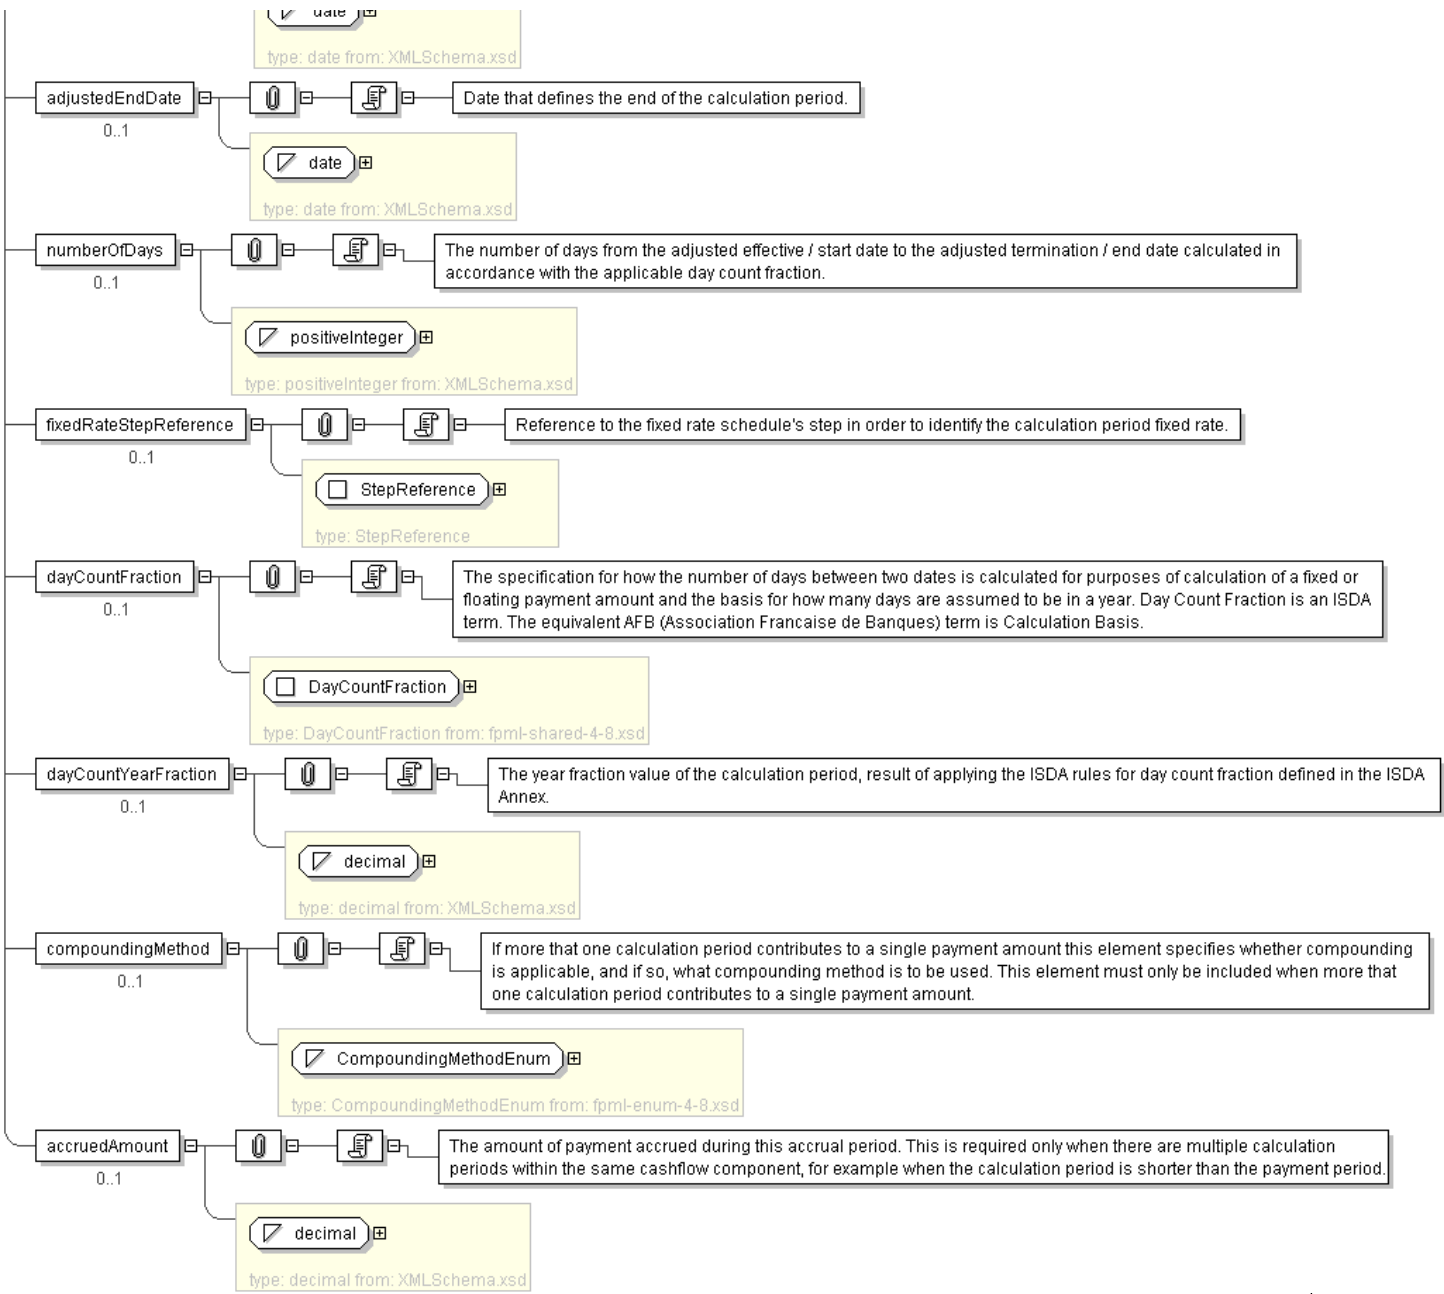 date
type: date from: XMLSchema.xsd
adjustedEndDate
Date that defines the end of the calculation period.
0..1
date
type: date from: XMLSchema.xsd
numberOfDays
The number of days from the adjusted effective / start date to the adjusted termination / end date calculated in
accordance with the applicable day count fraction.
0..1
positiveInteger
type: positiveInteger from: XMLSchema.xsd
fixedRateStepReference
Reference to the fixed rate schedule's step in order to identify the calculation period fixed rate.
0..1
StepReference
type: StepReference
dayCountFraction
The specification for how the number of days between two dates is calculated for purposes of calculation of a fixed or
floating payment amount and the basis for how many days are assumed to be in a year. Day Count Fraction is an ISDA
term. The equivalent AFB (Association Francaise de Banques) term is Calculation Basis.
0..1
DayCountFraction
type: DayCountFraction from: fpml-shared-4-8.xsd
dayCountYearFraction
The year fraction value of the calculation period, result of applying the ISDA rules for day count fraction defined in the ISDA
Annex.
0..1
decimal
type: decimal from: XMLSchema.xsd
compoundingMethod
If more that one calculation period contributes to a single payment amount this element specifies whether compounding
is applicable, and if so, what compounding method is to be used. This element must only be included when more that
one calculation period contributes to a single payment amount.
0..1
CompoundingMethodEnum
type: CompoundingMethodEnum from: fpml-enum-4-8.xsd
accruedAmount
The amount of payment accrued during this accrual period. This is required only when there are multiple calculation
periods within the same cashflow component, for example when the calculation period is shorter than the payment period.
0..1
decimal
type: decimal from: XMLSchema.xsd